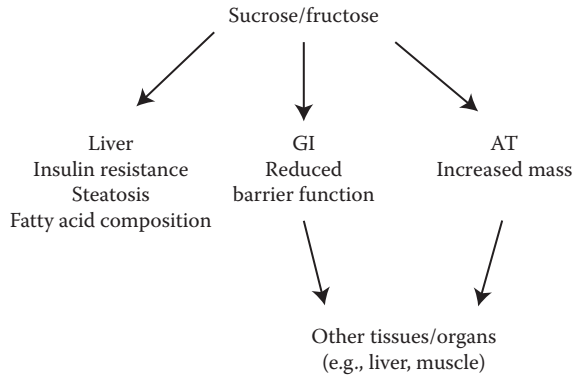 Sucrose/fructose
Liver
Insulin resistance
Steatosis
Fatty acid composition
GI
Reduced
barrier function
AT
Increased mass
Other tissues/organs
(e.g., liver, muscle)